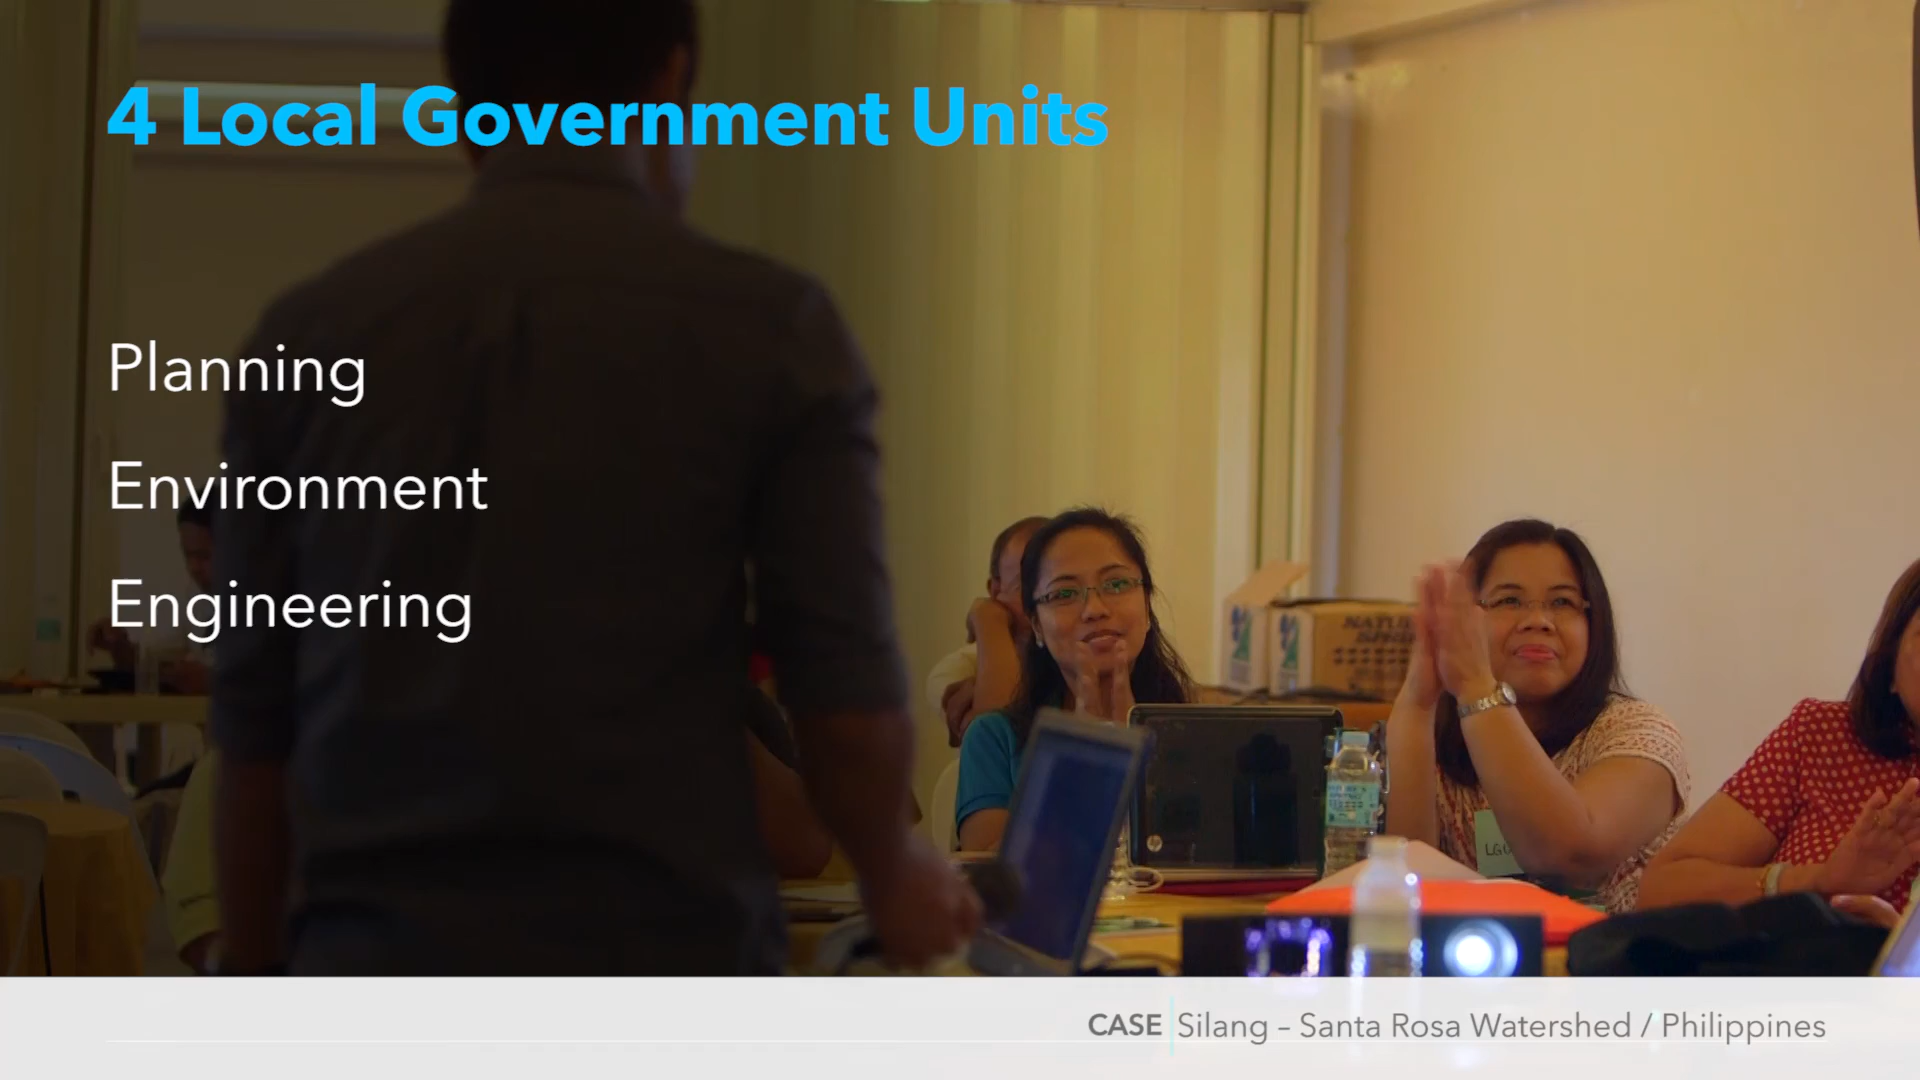 4 Local Government Units
Planning
Environment
Engineering
CASE Silang – Santa Rosa Watershed / Philippines